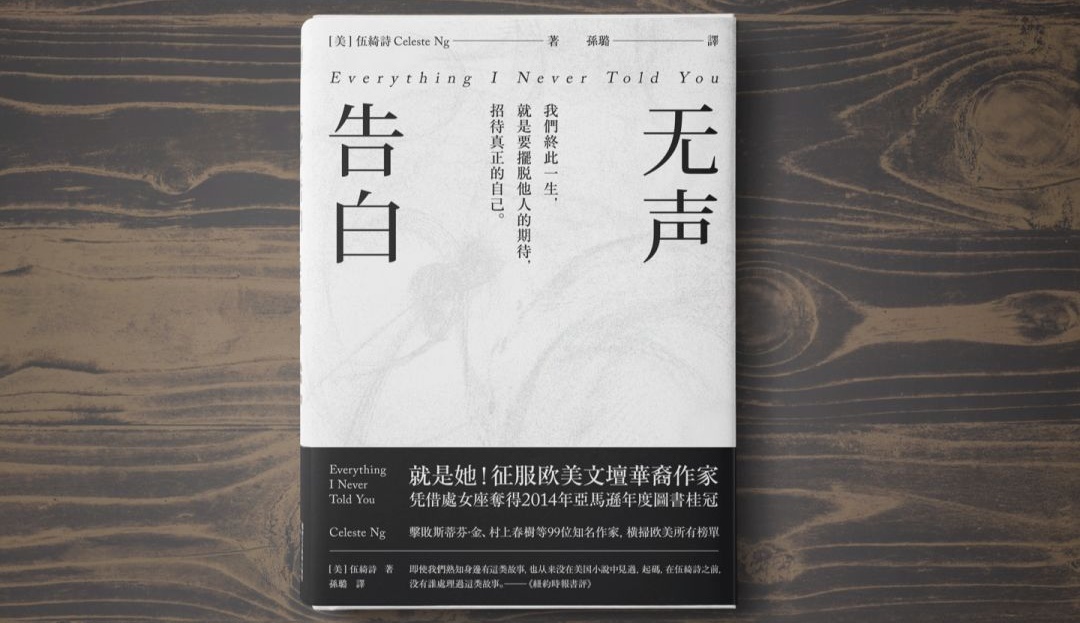 [美] 伍綺詩 Celeste Ng 著 孫璐 譯
Everything I Never Told You
无声
告白
我們終此一生,
就是要擺脫他人的期待,
招待真正的自己。
Everything
I Never
Told You
就是她!征服欧美文壇華裔作家
凭借處女座奪得2014年亞馬遜年度圖書桂冠
Celeste Ng
擊敗斯蒂芬·金、村上春樹等99位知名作家, 橫掃欧美所有榜單
[美] 伍綺詩 著
孫璐 譯
即使我們熟知身邊有這类故事, 也从来没在美国小說中見過, 起碼, 在伍綺诗之前,
没有誰處理過這类故事。——《纽約時報書評》